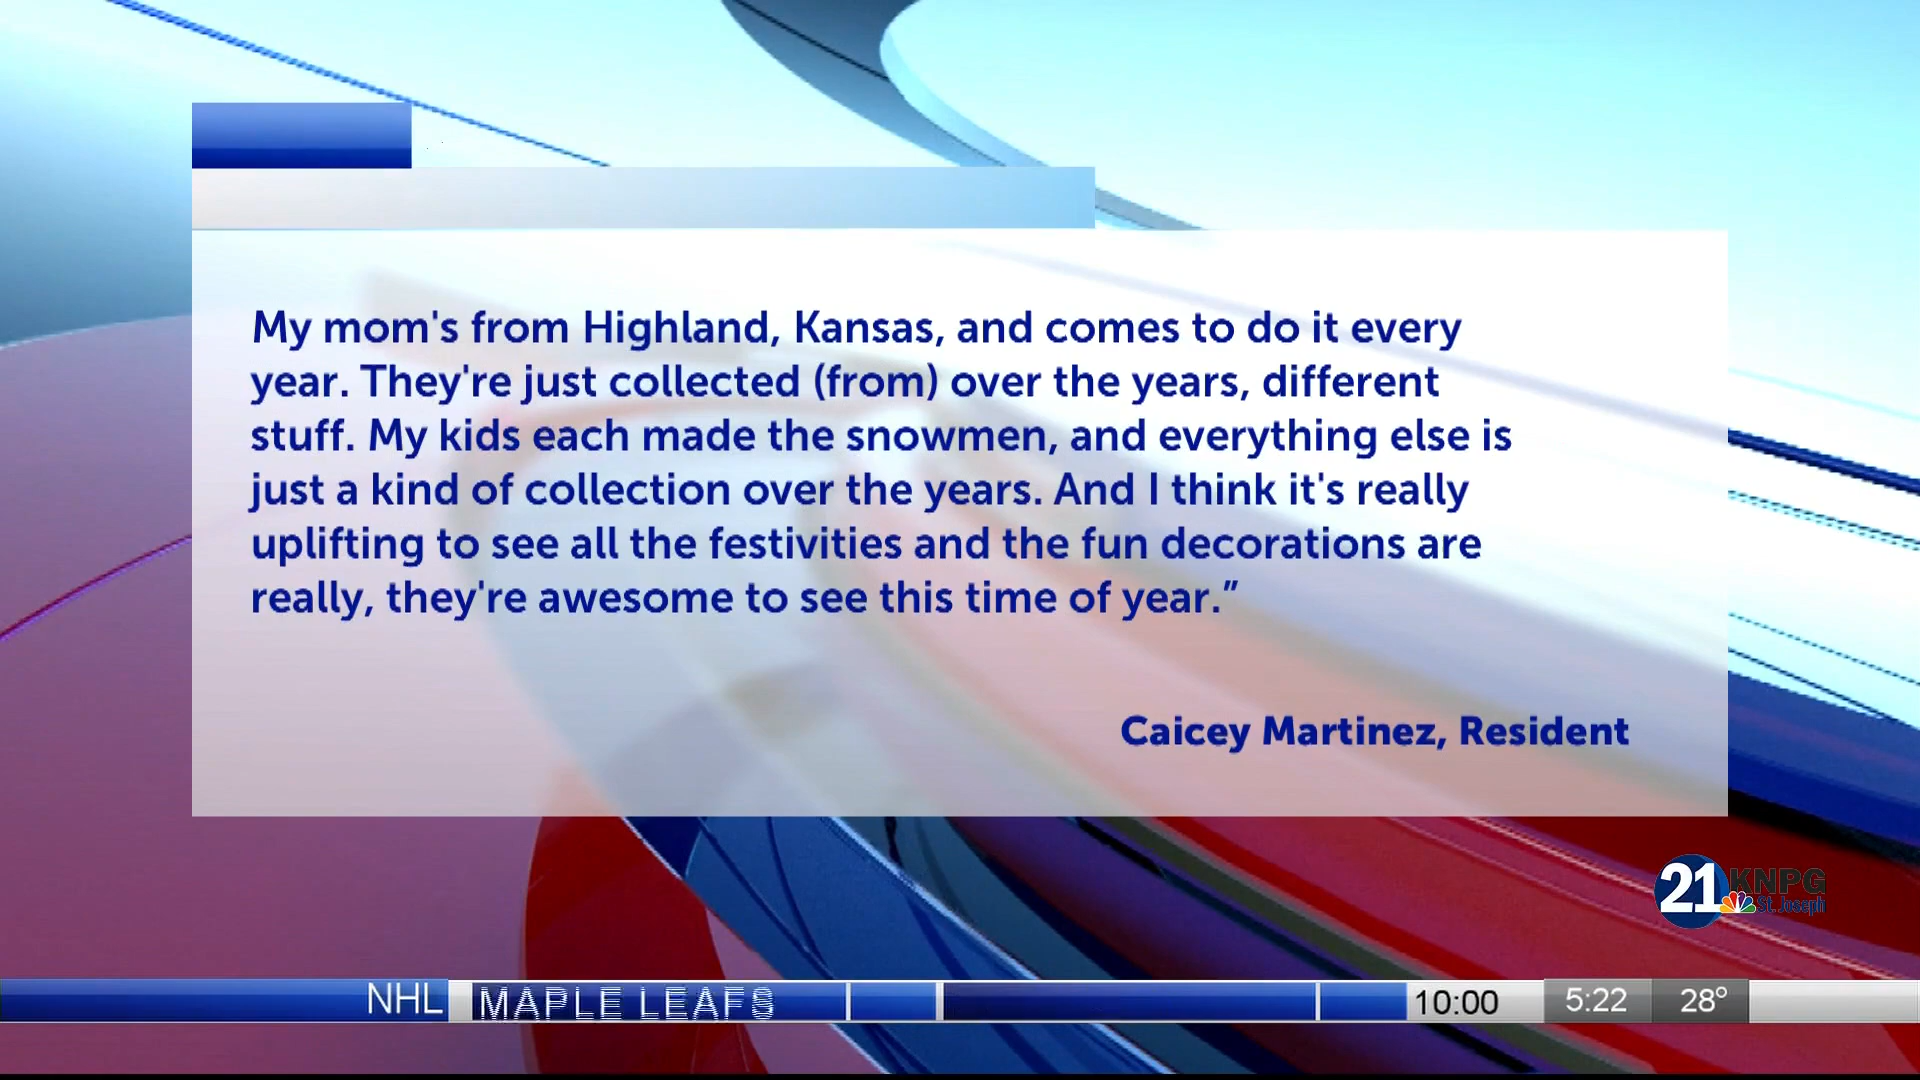 My mom's from Highland, Kansas, and comes to do it every
year. They're just collected (from) over the years, different
stuff. My kids each made the snowmen, and everything else is
just a kind of collection over the years. And I think it's really
uplifting to see all the festivities and the fun decorations are
really, they're awesome to see this time of year.”
Caicey Martinez, Resident
21 KNPG
St. Joseph
NHL MAPLE LEAFS 10:00 5:22 28°